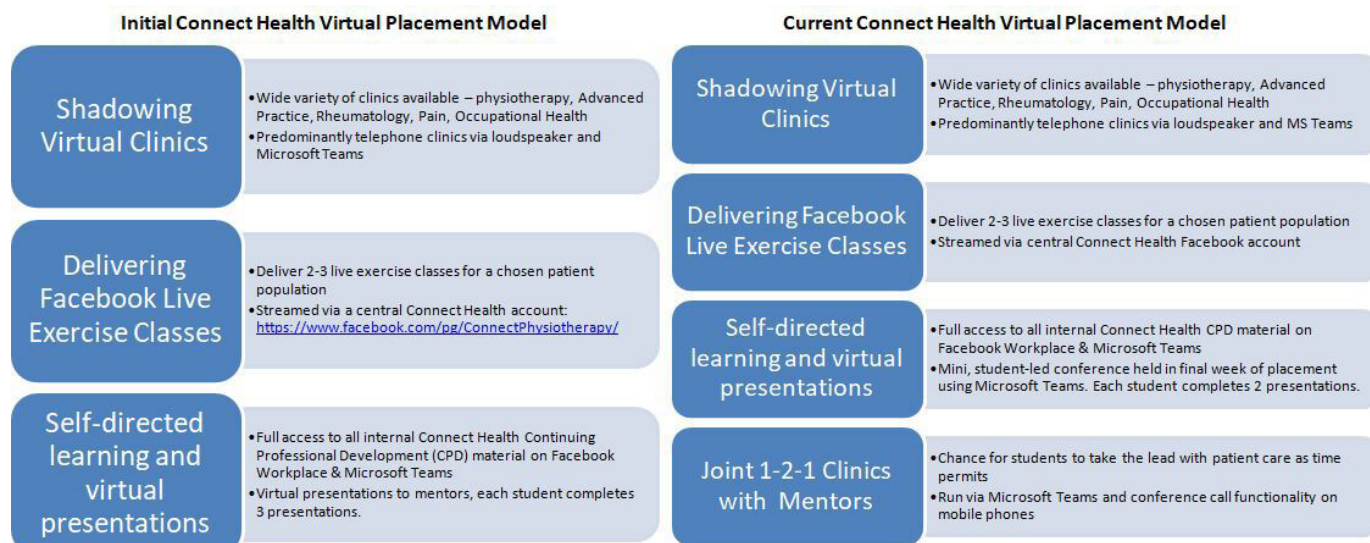 Initial Connect Health Virtual Placement Model
Shadowing
Virtual Clinics
•Wide variety of clinics available – physiotherapy, Advanced
Practice, Rheumatology, Pain, Occupational Health
•Predominantly telephone clinics via loudspeaker and
Microsoft Teams
Delivering
Facebook Live
Exercise Classes
•Deliver 2-3 live exercise classes for a chosen patient
population
•Streamed via a central Connect Health account:
https://www.facebook.com/pg/ConnectPhysiotherapy/
Self-directed
learning and
virtual
presentations
•Full access to all internal Connect Health Continuing
Professional Development (CPD) material on Facebook
Workplace & Microsoft Teams
•Virtual presentations to mentors, each student completes
3 presentations.
Current Connect Health Virtual Placement Model
Shadowing Virtual
Clinics
•Wide variety of clinics available – physiotherapy, Advanced
Practice, Rheumatology, Pain, Occupational Health
•Predominantly telephone clinics via loudspeaker and MS Teams
Delivering Facebook
Live Exercise Classes
•Deliver 2-3 live exercise classes for a chosen patient population
•Streamed via central Connect Health Facebook account
Self-directed
learning and virtual
presentations
•Full access to all internal Connect Health CPD material on
Facebook Workplace & Microsoft Teams
•Mini, student-led conference held in final week of placement
using Microsoft Teams. Each student completes 2 presentations.
Joint 1-2-1 Clinics
with Mentors
•Chance for students to take the lead with patient care as time
permits
•Run via Microsoft Teams and conference call functionality on
mobile phones